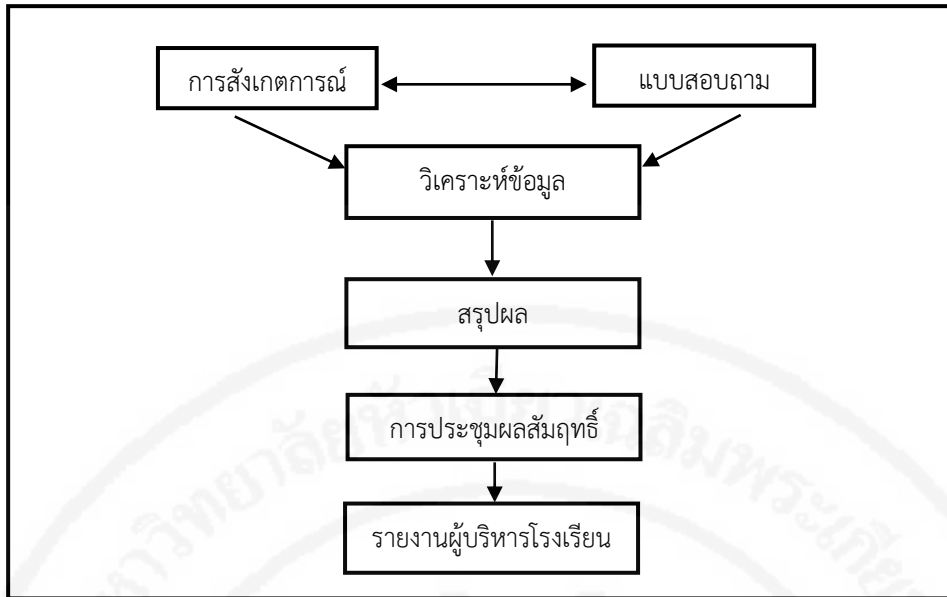 การสังเกตการณ์
แบบสอบถาม
วิเคราะห์ข้อมูล
สรุปผล
การประชุมผลสัมฤทธิ์
รายงานผู้บริหารโรงเรียน